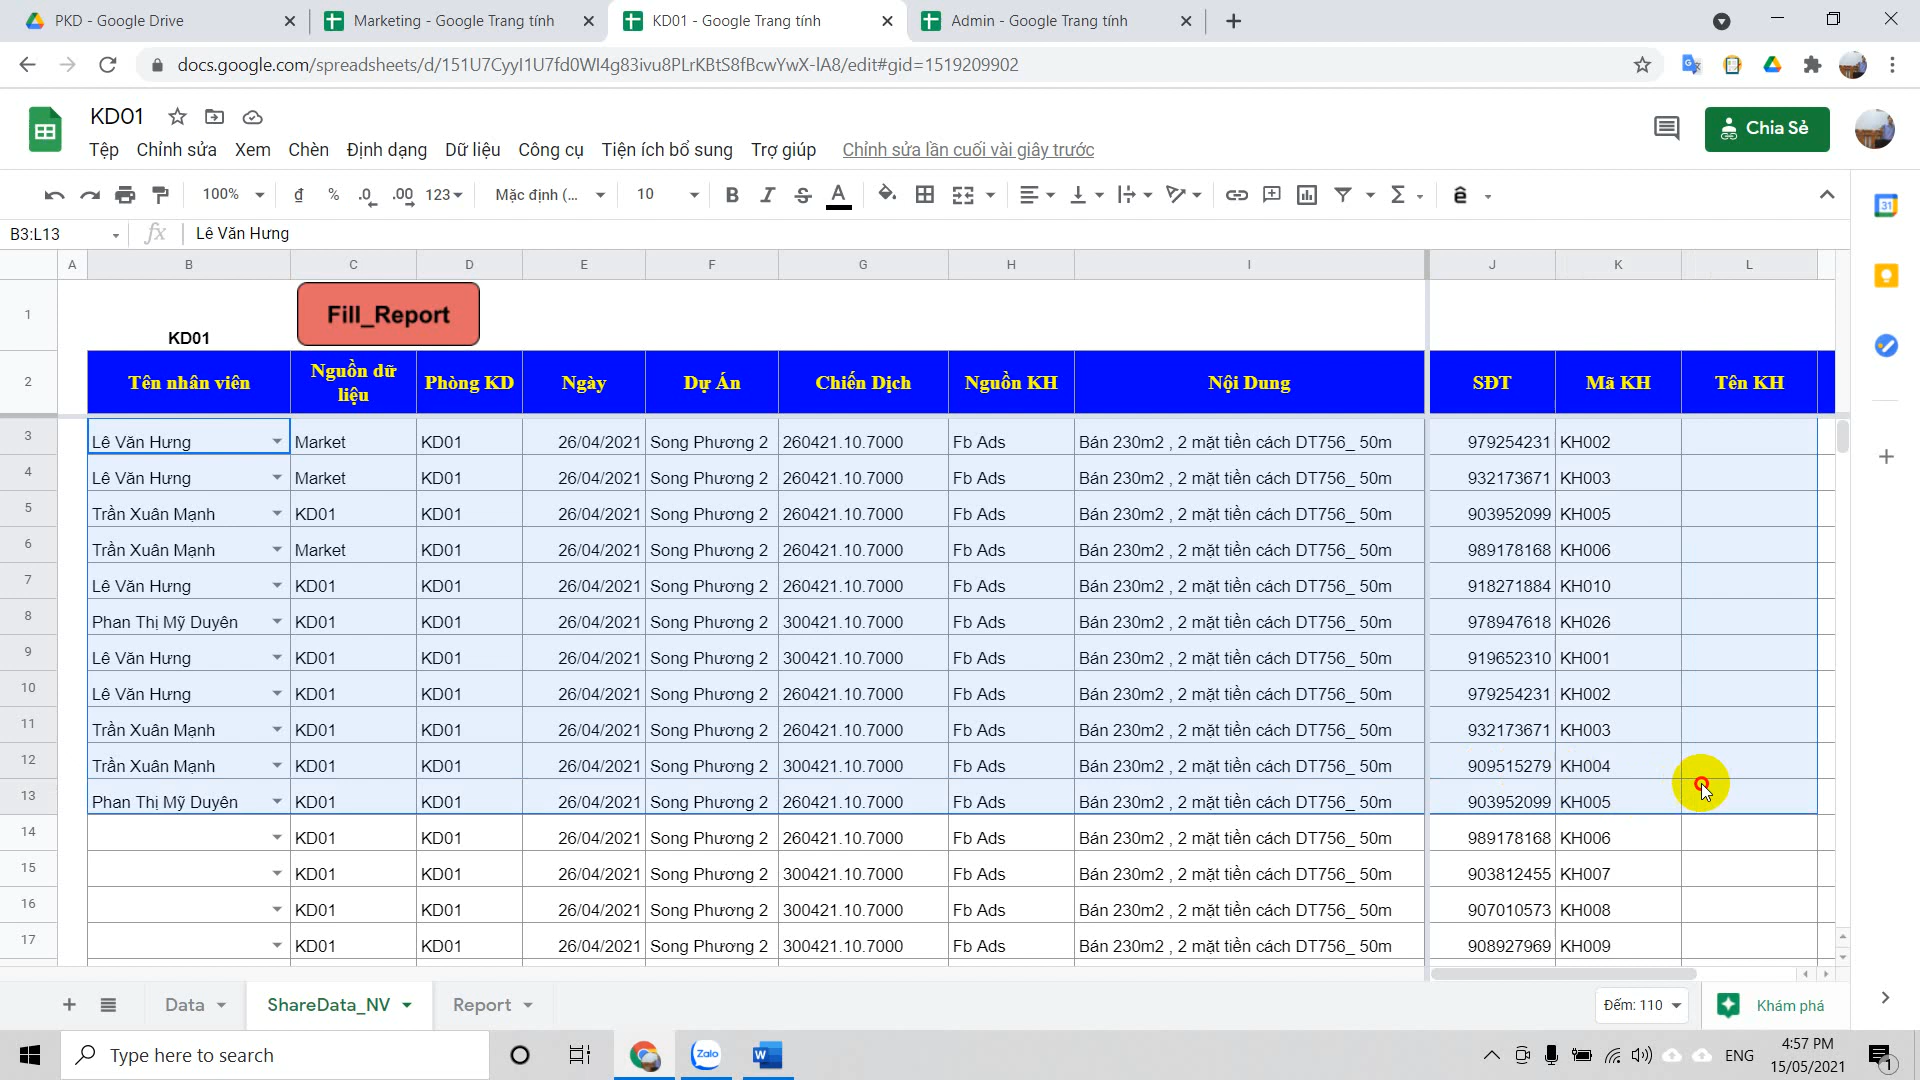 PKD - Google Drive
Marketing - Google Trang tính
KD01 - Google Trang tính
Admin - Google Trang tính
docs.google.com/spreadsheets/d/151U7CyyI1U7fd0WI4g83ivu8PLrKBtS8fBcwYwX-lA8/edit#gid=1519209902
KD01
Chia Sẻ
Tệp Chỉnh sửa Xem Chèn Định dạng Dữ liệu Công cụ Tiện ích bổ sung Trợ giúp Chỉnh sửa lần cuối vài giây trước
100% đ % .0 .00 123 Mặc định (... 10 B I S A Σ ê
B3:L13 fx Lê Văn Hưng
A B C D E F G H I J K L
1 KD01 Fill_Report
2 Tên nhân viên Nguồn dữ liệu Phòng KD Ngày Dự Án Chiến Dịch Nguồn KH Nội Dung SĐT Mã KH Tên KH
3 Lê Văn Hưng Market KD01 26/04/2021 Song Phương 2 260421.10.7000 Fb Ads Bán 230m2 , 2 mặt tiền cách DT756_ 50m 979254231 KH002
4 Lê Văn Hưng Market KD01 26/04/2021 Song Phương 2 260421.10.7000 Fb Ads Bán 230m2 , 2 mặt tiền cách DT756_ 50m 932173671 KH003
5 Trần Xuân Mạnh KD01 KD01 26/04/2021 Song Phương 2 260421.10.7000 Fb Ads Bán 230m2 , 2 mặt tiền cách DT756_ 50m 903952099 KH005
6 Trần Xuân Mạnh Market KD01 26/04/2021 Song Phương 2 260421.10.7000 Fb Ads Bán 230m2 , 2 mặt tiền cách DT756_ 50m 989178168 KH006
7 Lê Văn Hưng KD01 KD01 26/04/2021 Song Phương 2 260421.10.7000 Fb Ads Bán 230m2 , 2 mặt tiền cách DT756_ 50m 918271884 KH010
8 Phan Thị Mỹ Duyên KD01 KD01 26/04/2021 Song Phương 2 300421.10.7000 Fb Ads Bán 230m2 , 2 mặt tiền cách DT756_ 50m 978947618 KH026
9 Lê Văn Hưng KD01 KD01 26/04/2021 Song Phương 2 300421.10.7000 Fb Ads Bán 230m2 , 2 mặt tiền cách DT756_ 50m 919652310 KH001
10 Lê Văn Hưng KD01 KD01 26/04/2021 Song Phương 2 260421.10.7000 Fb Ads Bán 230m2 , 2 mặt tiền cách DT756_ 50m 979254231 KH002
11 Trần Xuân Mạnh KD01 KD01 26/04/2021 Song Phương 2 260421.10.7000 Fb Ads Bán 230m2 , 2 mặt tiền cách DT756_ 50m 932173671 KH003
12 Trần Xuân Mạnh KD01 KD01 26/04/2021 Song Phương 2 300421.10.7000 Fb Ads Bán 230m2 , 2 mặt tiền cách DT756_ 50m 909515279 KH004
13 Phan Thị Mỹ Duyên KD01 KD01 26/04/2021 Song Phương 2 260421.10.7000 Fb Ads Bán 230m2 , 2 mặt tiền cách DT756_ 50m 903952099 KH005
14 KD01 KD01 26/04/2021 Song Phương 2 260421.10.7000 Fb Ads Bán 230m2 , 2 mặt tiền cách DT756_ 50m 989178168 KH006
15 KD01 KD01 26/04/2021 Song Phương 2 300421.10.7000 Fb Ads Bán 230m2 , 2 mặt tiền cách DT756_ 50m 903812455 KH007
16 KD01 KD01 26/04/2021 Song Phương 2 300421.10.7000 Fb Ads Bán 230m2 , 2 mặt tiền cách DT756_ 50m 907010573 KH008
17 KD01 KD01 26/04/2021 Song Phương 2 300421.10.7000 Fb Ads Bán 230m2 , 2 mặt tiền cách DT756_ 50m 908927969 KH009
Data ShareData_NV Report Đếm: 110 Khám phá
Type here to search Zalo W ENG 4:57 PM
15/05/2021 1
31